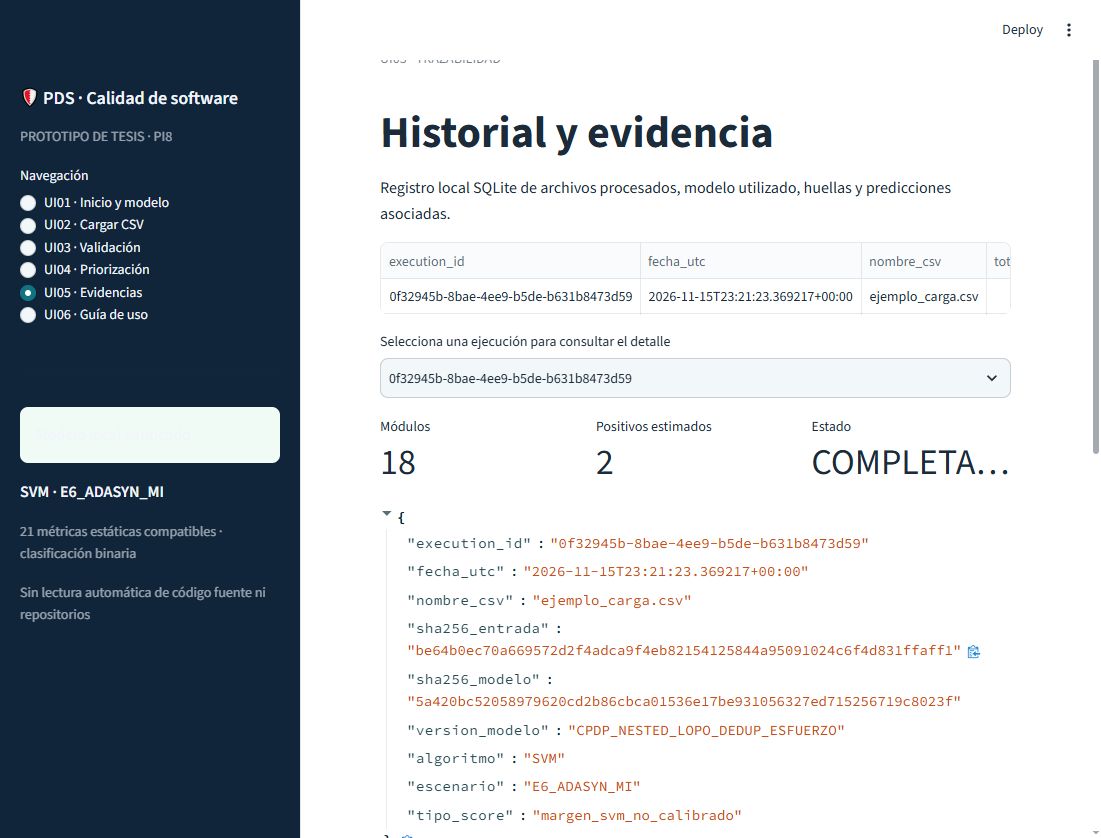 Deploy
UI05 · TRAZABILIDAD
PDS · Calidad de software
PROTOTIPO DE TESIS · PI8
Navegación
UI01 · Inicio y modelo
UI02 · Cargar CSV
UI03 · Validación
UI04 · Priorización
UI05 · Evidencias
UI06 · Guía de uso
SVM · E6_ADASYN_MI
21 métricas estáticas compatibles ·
clasificación binaria
Sin lectura automática de código fuente ni
repositorios
Historial y evidencia
Registro local SQLite de archivos procesados, modelo utilizado, huellas y predicciones
asociadas.
execution_id fecha_utc nombre_csv tot
0f32945b-8bae-4ee9-b5de-b631b8473d59 2026-11-15T23:21:23.369217+00:00 ejemplo_carga.csv
Selecciona una ejecución para consultar el detalle
0f32945b-8bae-4ee9-b5de-b631b8473d59
Módulos Positivos estimados Estado
18 2 COMPLETA…
{
"execution_id" : "0f32945b-8bae-4ee9-b5de-b631b8473d59"
"fecha_utc" : "2026-11-15T23:21:23.369217+00:00"
"nombre_csv" : "ejemplo_carga.csv"
"sha256_entrada" :
"be64b0ec70a669572d2f4adca9f4eb82154125844a95091024c6f4d831ffaff1"
"sha256_modelo" :
"5a420bc52058979620cd2b86cbca01536e17be931056327ed715256719c8023f"
"version_modelo" : "CPDP_NESTED_LOPO_DEDUP_ESFUERZO"
"algoritmo" : "SVM"
"escenario" : "E6_ADASYN_MI"
"tipo_score" : "margen_svm_no_calibrado"
}